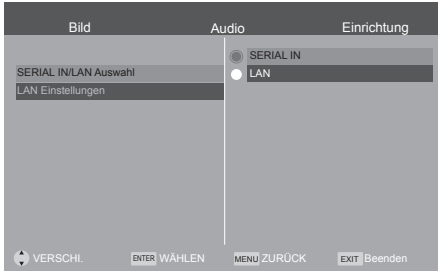 Bild Audio Einrichtung
SERIAL IN/LAN Auswahl
LAN Einstellungen
SERIAL IN
LAN
VERSCHI. ENTER WÄHLEN MENU ZURÜCK EXIT Beenden